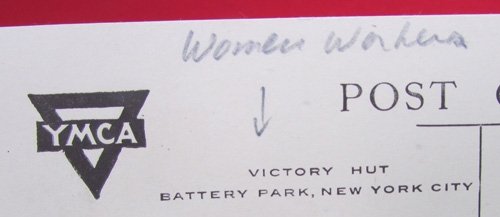 Women Workers
POST
YMCA
VICTORY HUT
BATTERY PARK, NEW YORK CITY